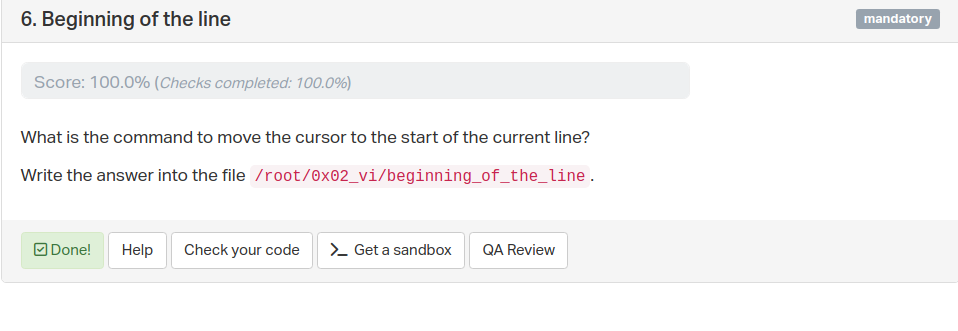 6. Beginning of the line
mandatory
Score: 100.0% (Checks completed: 100.0%)
What is the command to move the cursor to the start of the current line?
Write the answer into the file /root/0x02_vi/beginning_of_the_line .
Done! Help Check your code >_ Get a sandbox QA Review